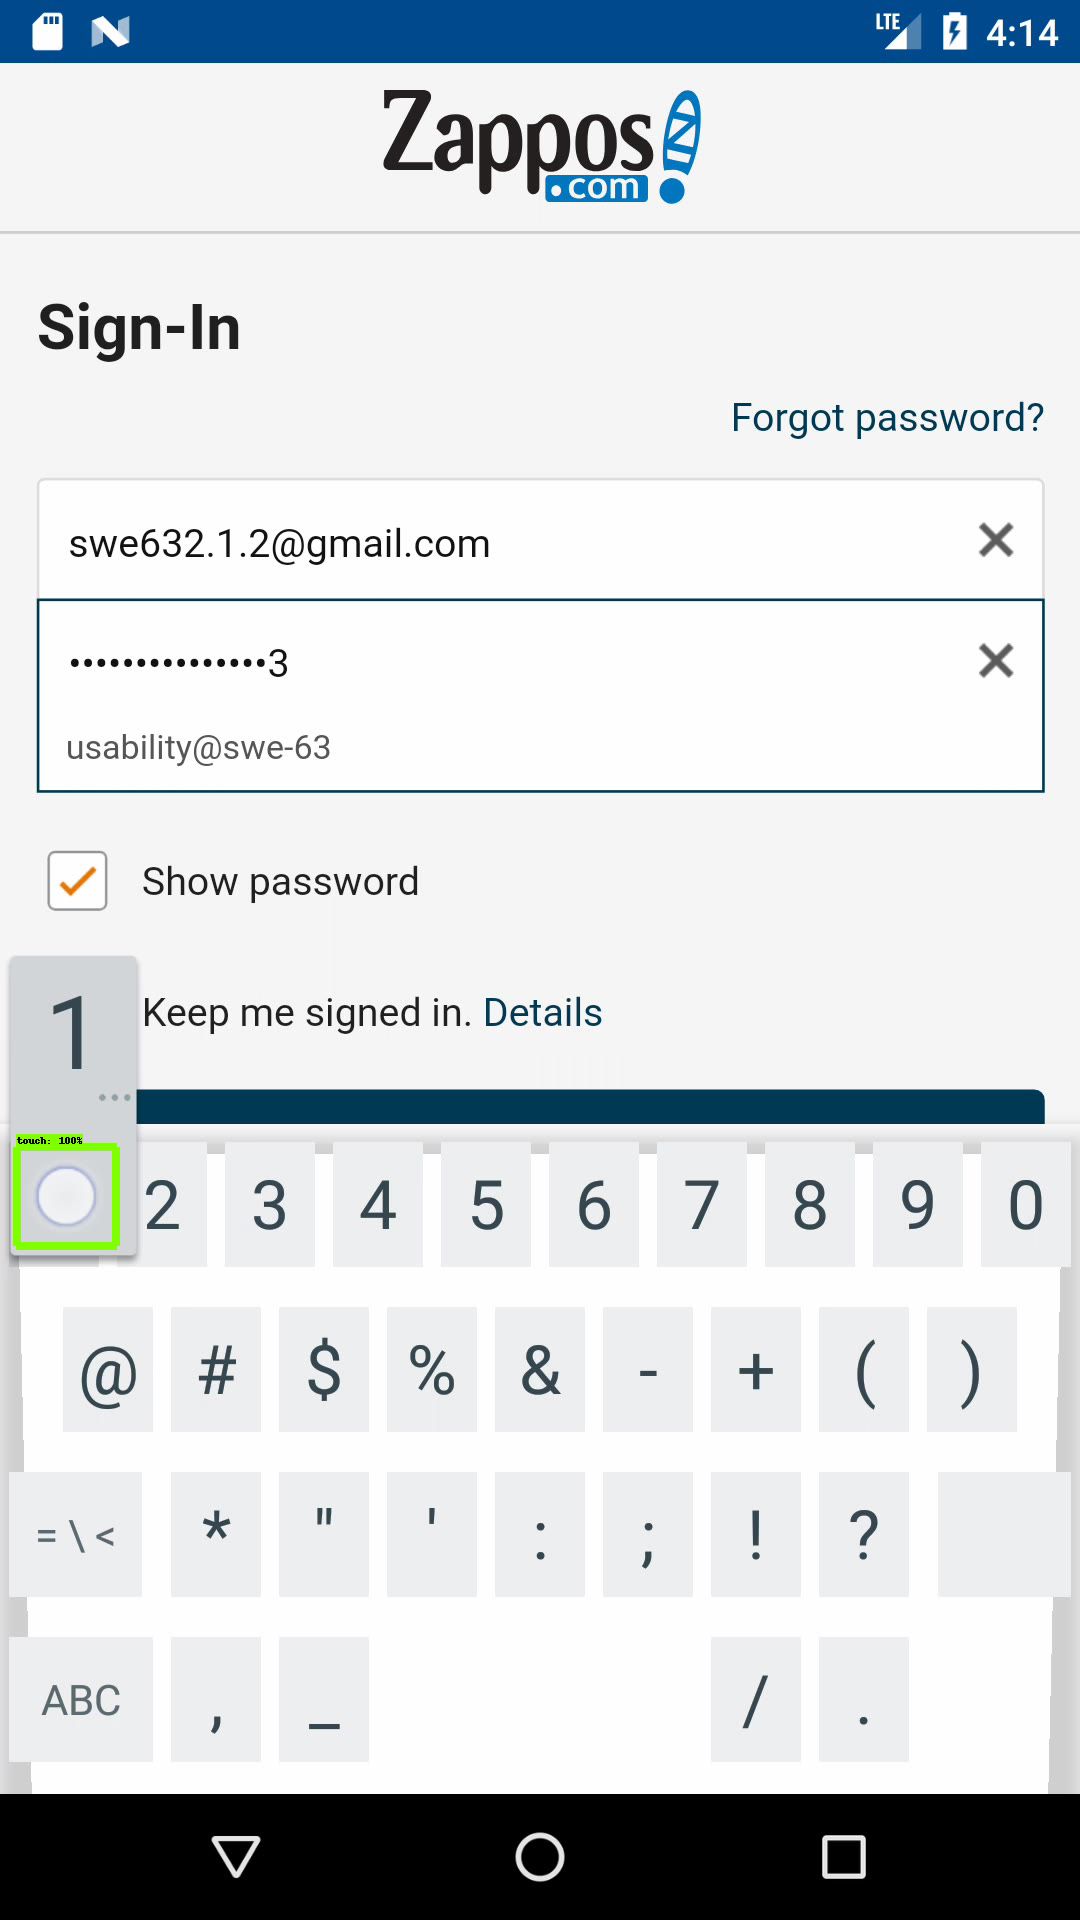 LTE 4:14
Zappos
.com
Sign-In
Forgot password?
swe632.1.2@gmail.com
•••••••••••••••3
usability@swe-63
Show password
1
Keep me signed in. Details
...
touch: 100%
2 3 4 5 6 7 8 9 0
@ # $ % & - + ( )
= \ < * " ' : ; ! ?
ABC , _ / .